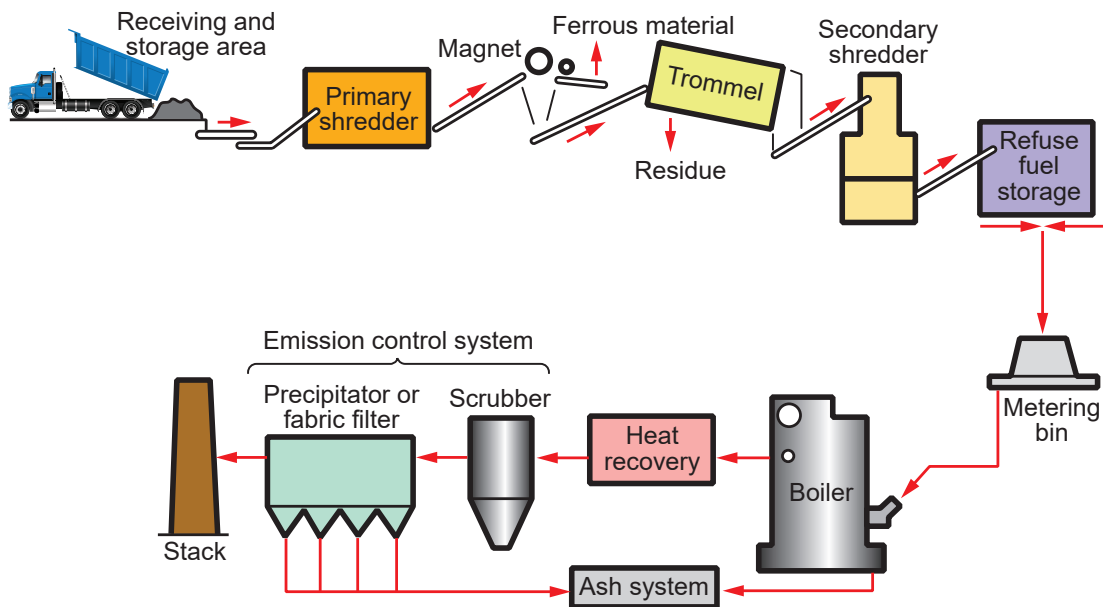 Receiving and
storage area
Primary
shredder
Magnet
Ferrous material
Trommel
Residue
Secondary
shredder
Refuse
fuel
storage
Metering
bin
Boiler
Heat
recovery
Emission control system
Scrubber
Precipitator or
fabric filter
Stack
Ash system